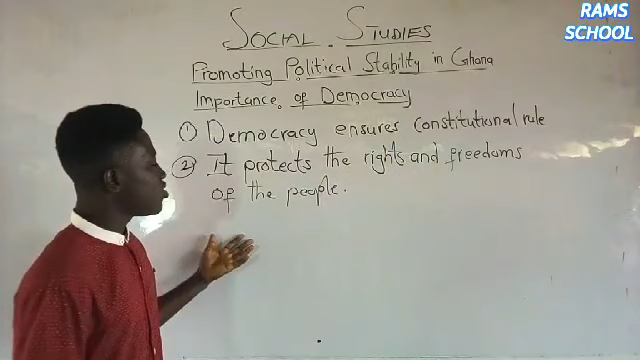 RAMS
SCHOOL
SOCIAL STUDIES
Promoting Political Stability in Ghana
Importance of Democracy
① Democracy ensures constitutional rule
② It protects the rights and freedoms
of the people.